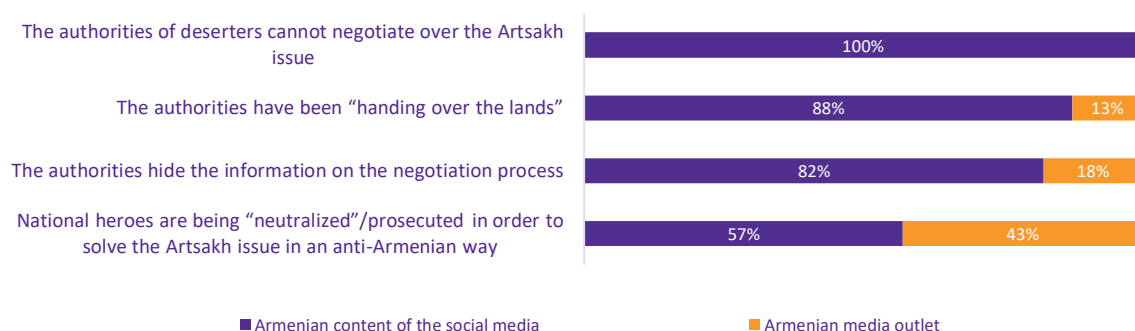 The authorities of deserters cannot negotiate over the Artsakh
issue
100%
The authorities have been “handing over the lands”
88%
13%
The authorities hide the information on the negotiation process
82%
18%
National heroes are being “neutralized”/prosecuted in order to
solve the Artsakh issue in an anti-Armenian way
57%
43%
Armenian content of the social media
Armenian media outlet